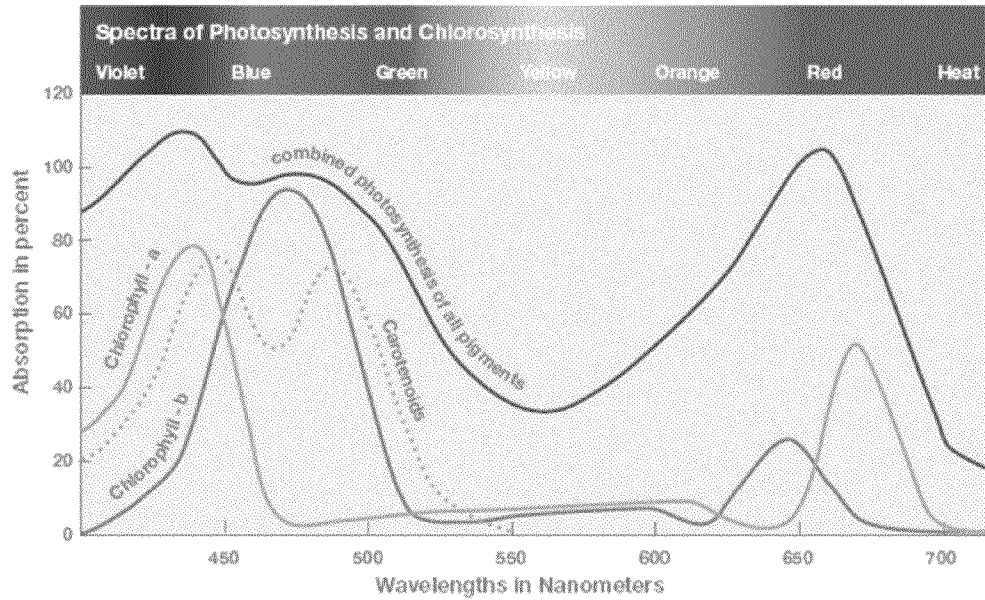 Spectra of Photosynthesis and Chlorosynthesis
Violet Blue Green Yellow Orange Red Heat
120
100
80
60
40
20
0
Absorption in percent
combined photosynthesis of all pigments
Chlorophyll - a
Carotenoids
Chlorophyll - b
450 500 550 600 650 700
Wavelengths in Nanometers